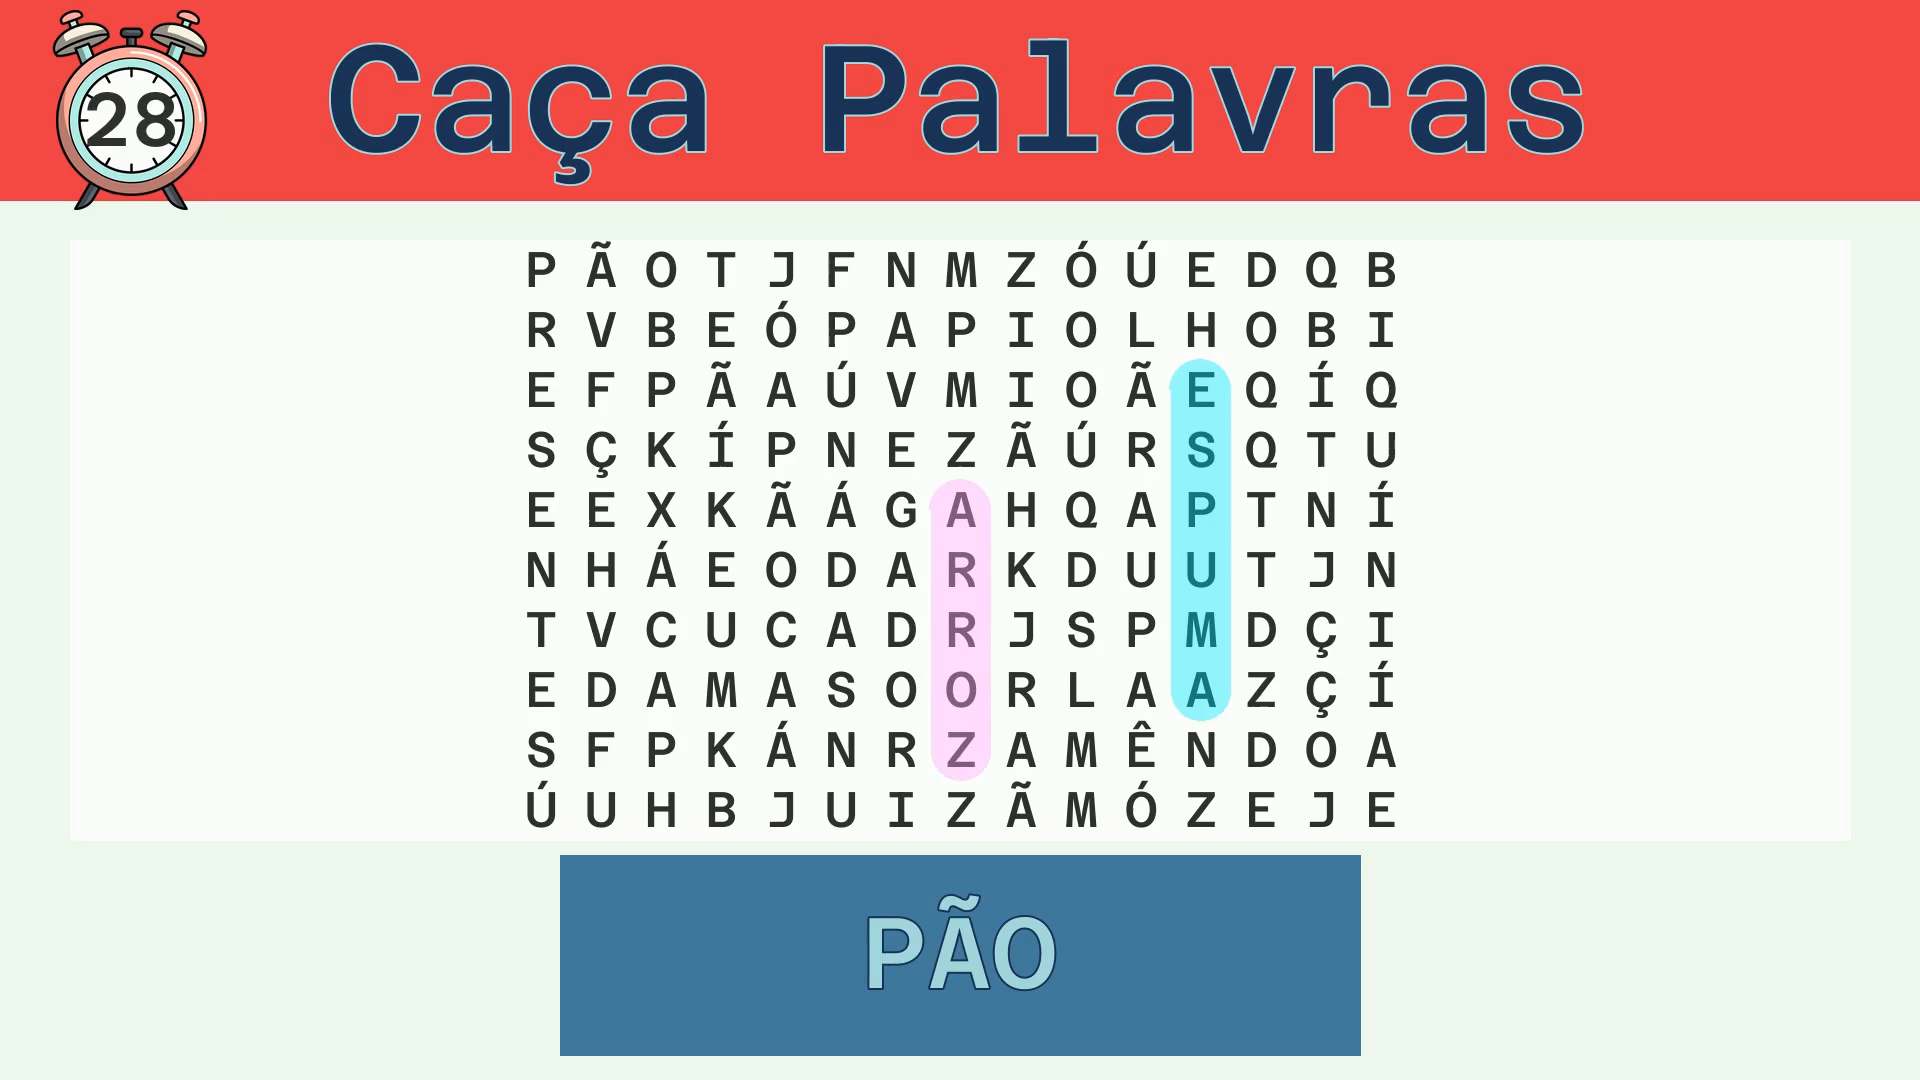 28
Caça Palavras
P Ã O T J F N M Z Ó Ú E D Q B
R V B E Ó P A P I O L H O B I
E F P Ã A Ú V M I O Ã E Q Í Q
S Ç K Í P N E Z Ã Ú R S Q T U
E E X K Ã Á G A H Q A P T N Í
N H Á E O D A R K D U U T J N
T V C U C A D R J S P M D Ç I
E D A M A S O O R L A A Z Ç Í
S F P K Á N R Z A M Ê N D O A
Ú U H B J U I Z Ã M Ó Z E J E
PÃO